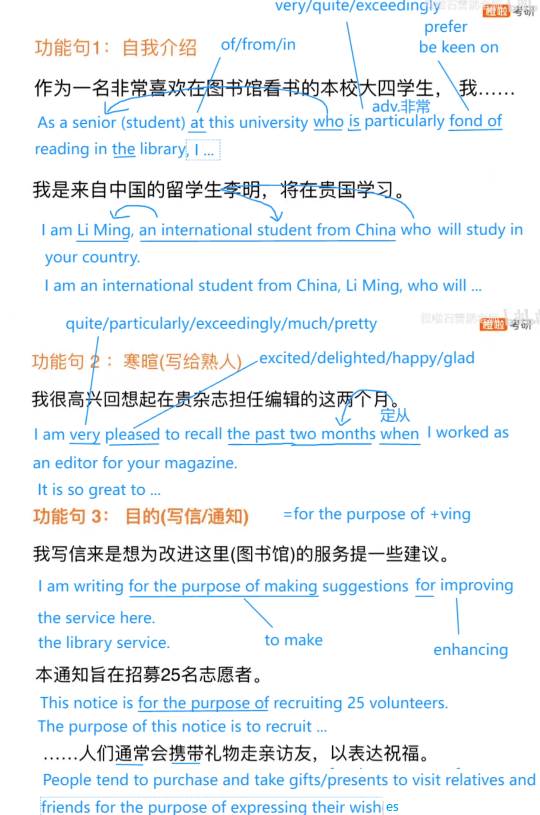 very/quite/exceedingly
橙啦 考研
prefer
功能句1：自我介绍
of/from/in
be keen on
作为一名非常喜欢在图书馆看书的本校大四学生， 我……
adv.非常
As a senior (student) at this university who is particularly fond of
reading in the library, I ...
我是来自中国的留学生李明，将在贵国学习。
I am Li Ming, an international student from China who will study in
your country.
I am an international student from China, Li Ming, who will ...
橙啦 考研
quite/particularly/exceedingly/much/pretty
功能句 2：寒暄(写给熟人)
excited/delighted/happy/glad
我很高兴回想起在贵杂志担任编辑的这两个月。
定从
I am very pleased to recall the past two months when I worked as
an editor for your magazine.
It is so great to ...
功能句 3： 目的(写信/通知)
=for the purpose of +ving
我写信来是想为改进这里(图书馆)的服务提一些建议。
I am writing for the purpose of making suggestions for improving
the service here.
the library service.
to make
enhancing
本通知旨在招募25名志愿者。
This notice is for the purpose of recruiting 25 volunteers.
The purpose of this notice is to recruit ...
……人们通常会携带礼物走亲访友，以表达祝福。
People tend to purchase and take gifts/presents to visit relatives and
friends for the purpose of expressing their wish es